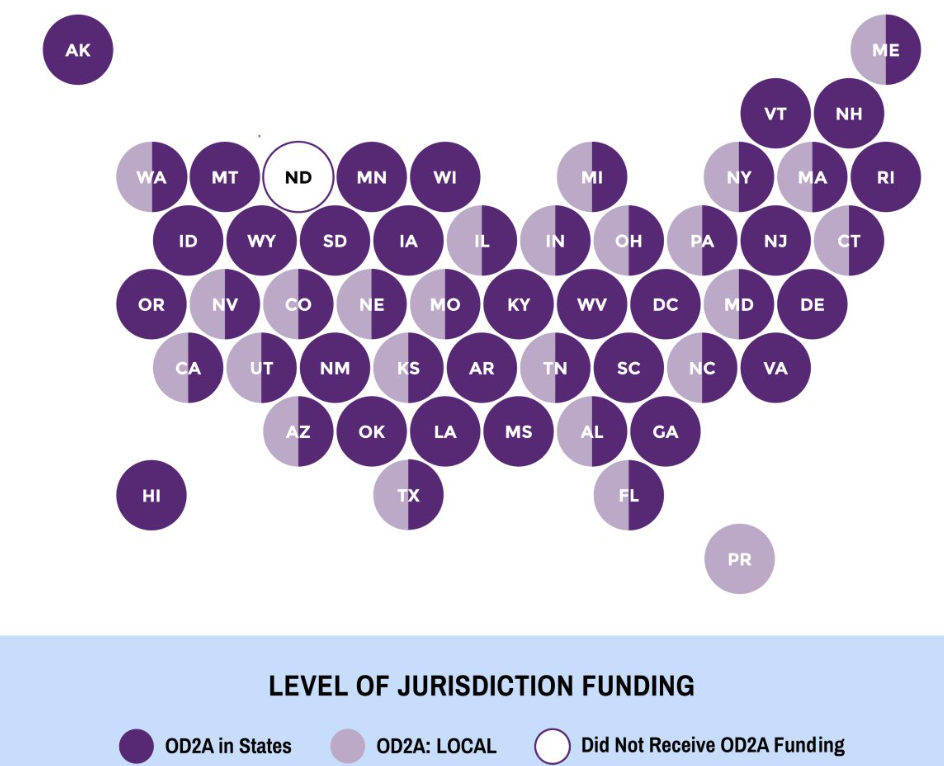 AK ME
VT NH
WA MT ND MN WI MI NY MA RI
ID WY SD IA IL IN OH PA NJ CT
OR NV CO NE MO KY WV DC MD DE
CA UT NM KS AR TN SC NC VA
AZ OK LA MS AL GA
HI TX FL
PR
LEVEL OF JURISDICTION FUNDING
OD2A in States OD2A: LOCAL Did Not Receive OD2A Funding